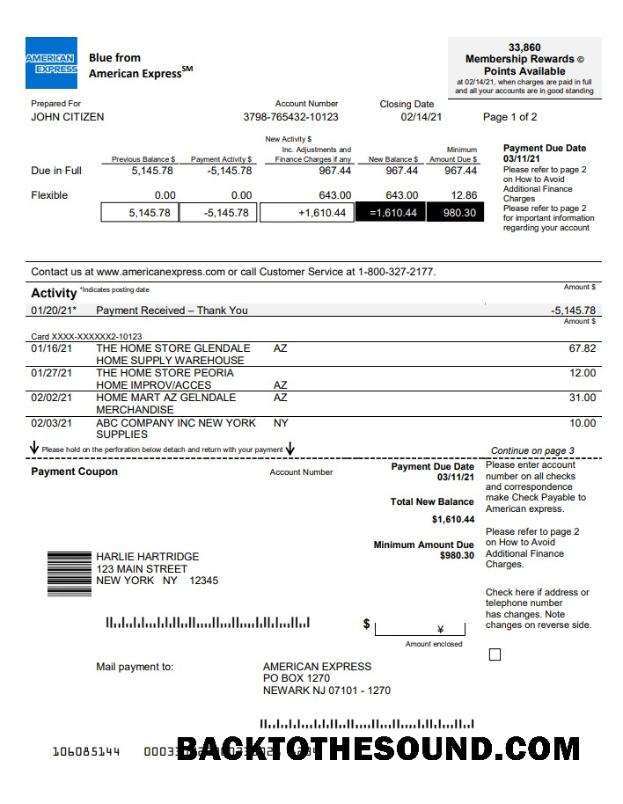 AMERICAN EXPRESS
Blue from
American Express℠
33,860
Membership Rewards ©
Points Available
at 02/14/21, when charges are paid in full
and all your accounts are in good standing
Prepared For Account Number Closing Date
JOHN CITIZEN 3798-765432-10123 02/14/21 Page 1 of 2
New Activity $
Inc. Adjustments and Minimum
Previous Balance $ Payment Activity $ Finance Charges if any New Balance $ Amount Due $
Due in Full 5,145.78 -5,145.78 967.44 967.44 967.44
Flexible 0.00 0.00 643.00 643.00 12.86
5,145.78 -5,145.78 +1,610.44 =1,610.44 980.30
Payment Due Date
03/11/21
Please refer to page 2
on How to Avoid
Additional Finance
Charges
Please refer to page 2
for important information
regarding your account
Contact us at www.americanexpress.com or call Customer Service at 1-800-327-2177.
Activity *Indicates posting date Amount $
01/20/21* Payment Received – Thank You -5,145.78
Amount $
Card XXXX-XXXXXX2-10123
01/16/21 THE HOME STORE GLENDALE AZ 67.82
HOME SUPPLY WAREHOUSE
01/27/21 THE HOME STORE PEORIA 12.00
HOME IMPROV/ACCES AZ
02/02/21 HOME MART AZ GELNDALE AZ 31.00
MERCHANDISE
02/03/21 ABC COMPANY INC NEW YORK NY 10.00
SUPPLIES
Please hold on the perforation below detach and return with your payment Continue on page 3
Payment Coupon Account Number
Payment Due Date
03/11/21
Total New Balance
$1,610.44
Minimum Amount Due
$980.30
Please enter account
number on all checks
and correspondence
make Check Payable to
American express.
Please refer to page 2
on How to Avoid
Additional Finance
Charges.
Check here if address or
telephone number
has changes. Note
changes on reverse side.
HARLIE HARTRIDGE
123 MAIN STREET
NEW YORK NY 12345
$ ¥
Amount enclosed
Mail payment to: AMERICAN EXPRESS
PO BOX 1270
NEWARK NJ 07101 - 1270
106085144
BACKTOTHESOUND.COM